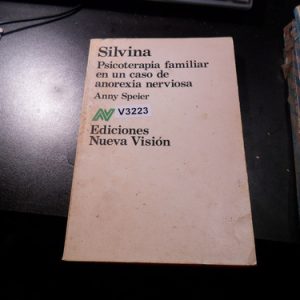 Silvina
Psicoterapia familiar
en un caso de
anorexia nerviosa
Anny Speier
V3223
Ediciones
Nueva Visión